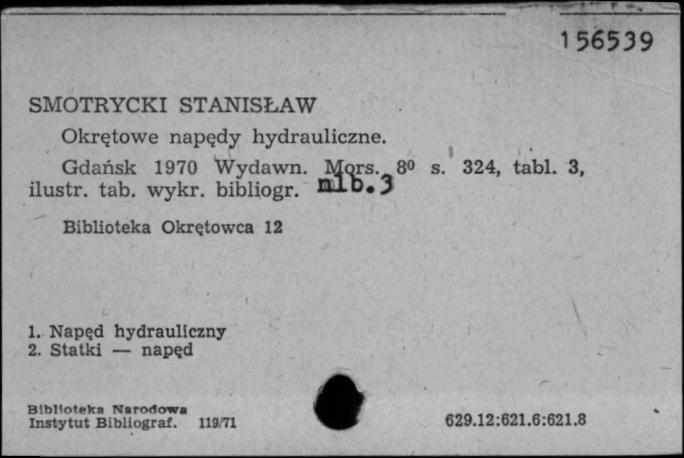 156539
SMOTRYCKI STANISŁAW
Okrętowe napędy hydrauliczne.
Gdańsk 1970 Wydawn. Mors. 8º s. 324, tabl. 3,
ilustr. tab. wykr. bibliogr. nlb.3
Biblioteka Okrętowca 12
1. Napęd hydrauliczny
2. Statki — napęd
Biblioteka Narodowa
Instytut Bibliograf. 119/71
629.12:621.6:621.8